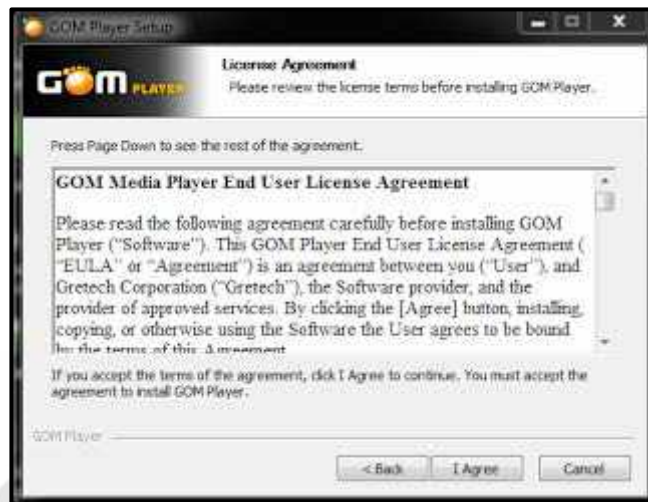 GOM Player Setup
GOM PLAYER
License Agreement
Please review the license terms before installing GOM Player.
Press Page Down to see the rest of the agreement.
GOM Media Player End User License Agreement
Please read the following agreement carefully before installing GOM
Player (“Software”). This GOM Player End User License Agreement (
“EULA” or “Agreement”) is an agreement between you (“User”), and
Gretech Corporation (“Gretech”), the Software provider, and the
provider of approved services. By clicking the [Agree] button, installing,
copying, or otherwise using the Software the User agrees to be bound
by the terms of this Agreement
If you accept the terms of the agreement, click I Agree to continue. You must accept the
agreement to install GOM Player.
GOM Player
< Back
I Agree
Cancel